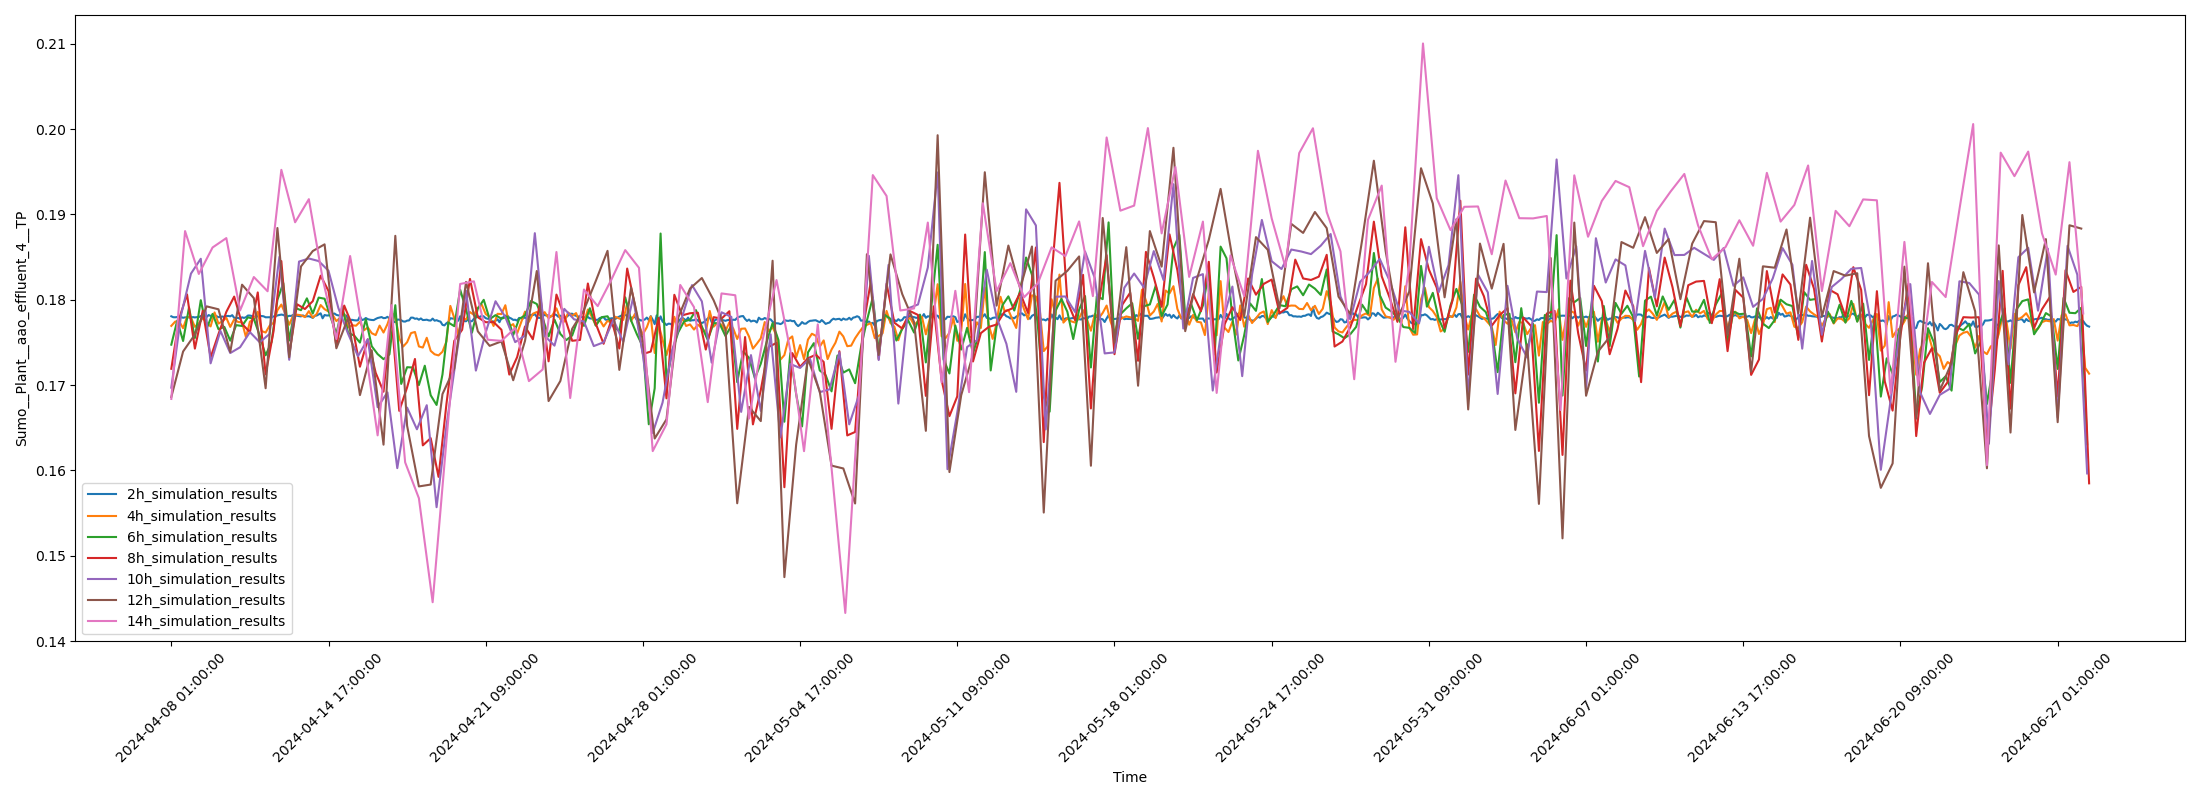 0.21
0.20
0.19
0.18
0.17
0.16
0.15
0.14
Sumo__Plant__aao_effluent_4__TP
2h_simulation_results
4h_simulation_results
6h_simulation_results
8h_simulation_results
10h_simulation_results
12h_simulation_results
14h_simulation_results
2024-04-08 01:00:00
2024-04-14 17:00:00
2024-04-21 09:00:00
2024-04-28 01:00:00
2024-05-04 17:00:00
2024-05-11 09:00:00
2024-05-18 01:00:00
2024-05-24 17:00:00
2024-05-31 09:00:00
2024-06-07 01:00:00
2024-06-13 17:00:00
2024-06-20 09:00:00
2024-06-27 01:00:00
Time